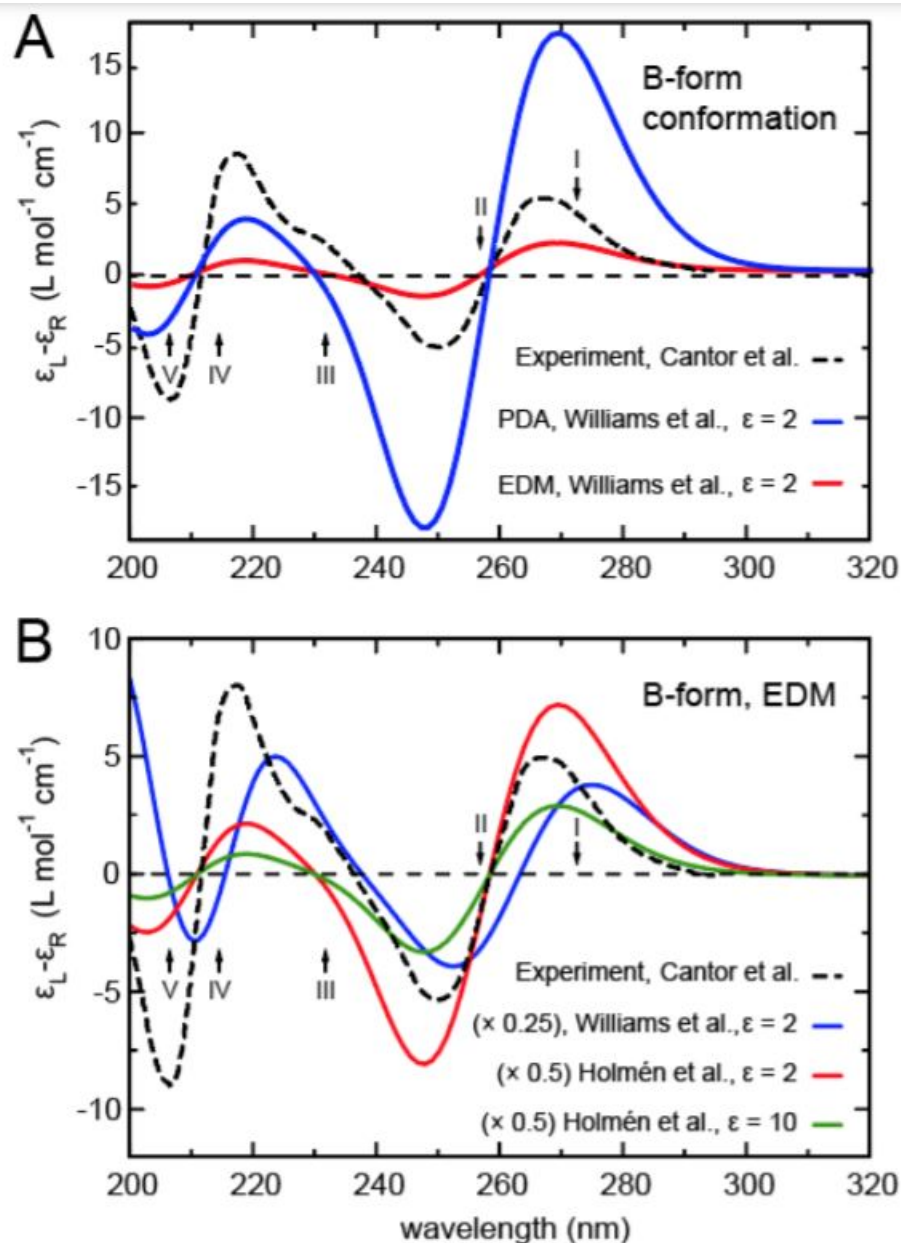 A
B-form
conformation
ε_L-ε_R (L mol⁻¹ cm⁻¹)
15
10
5
0
-5
-10
-15
I
II
III
IV
V
Experiment, Cantor et al.
PDA, Williams et al., ε = 2
EDM, Williams et al., ε = 2
200 220 240 260 280 300 320
B
B-form, EDM
ε_L-ε_R (L mol⁻¹ cm⁻¹)
10
5
0
-5
-10
II
I
V
IV
III
Experiment, Cantor et al.
(× 0.25), Williams et al.,ε = 2
(× 0.5) Holmén et al., ε = 2
(× 0.5) Holmén et al., ε = 10
200 220 240 260 280 300 320
wavelength (nm)